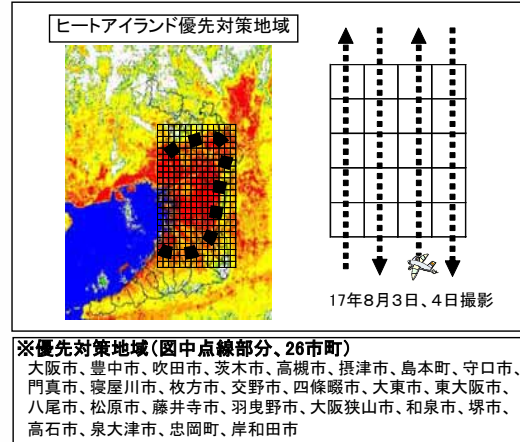 ヒートアイランド優先対策地域
17年8月3日、4日撮影
※優先対策地域(図中点線部分、26市町)
大阪市、豊中市、吹田市、茨木市、高槻市、摂津市、島本町、守口市、
門真市、寝屋川市、枚方市、交野市、四條畷市、大東市、東大阪市、
八尾市、松原市、藤井寺市、羽曳野市、大阪狭山市、和泉市、堺市、
高石市、泉大津市、忠岡町、岸和田市